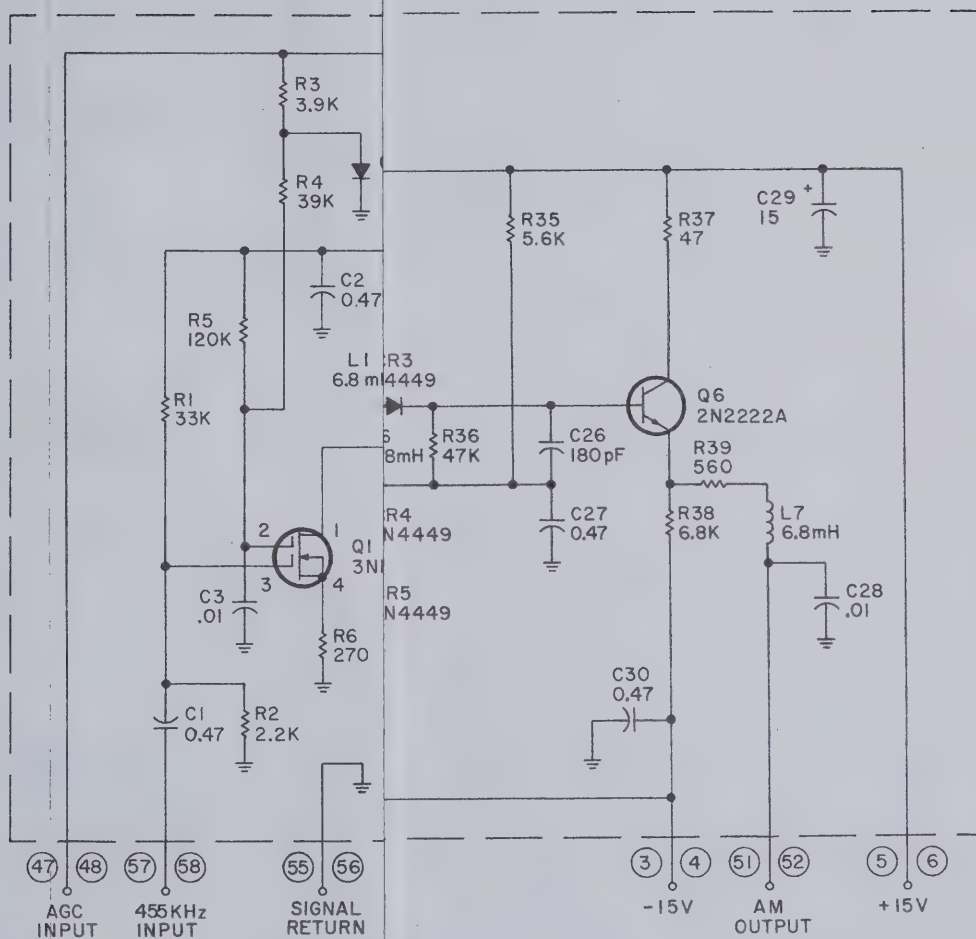 R3
3.9K
R4
39K
C2
0.47
R5
120K
L1
6.8 m
R1
33K
2
1
3
4
Q1
3N
C3
.01
R6
270
C1
0.47
R2
2.2K
R35
5.6K
R37
47
C29 +
15
R3
4449
Q6
2N2222A
8mH
R36
47K
C26
180pF
R39
560
R4
N4449
C27
0.47
R38
6.8K
L7
6.8mH
R5
N4449
C28
.01
C30
0.47
47 48
57 58
55 56
3 4
51 52
5 6
AGC
INPUT
455KHz
INPUT
SIGNAL
RETURN
-15V
AM
OUTPUT
+15V